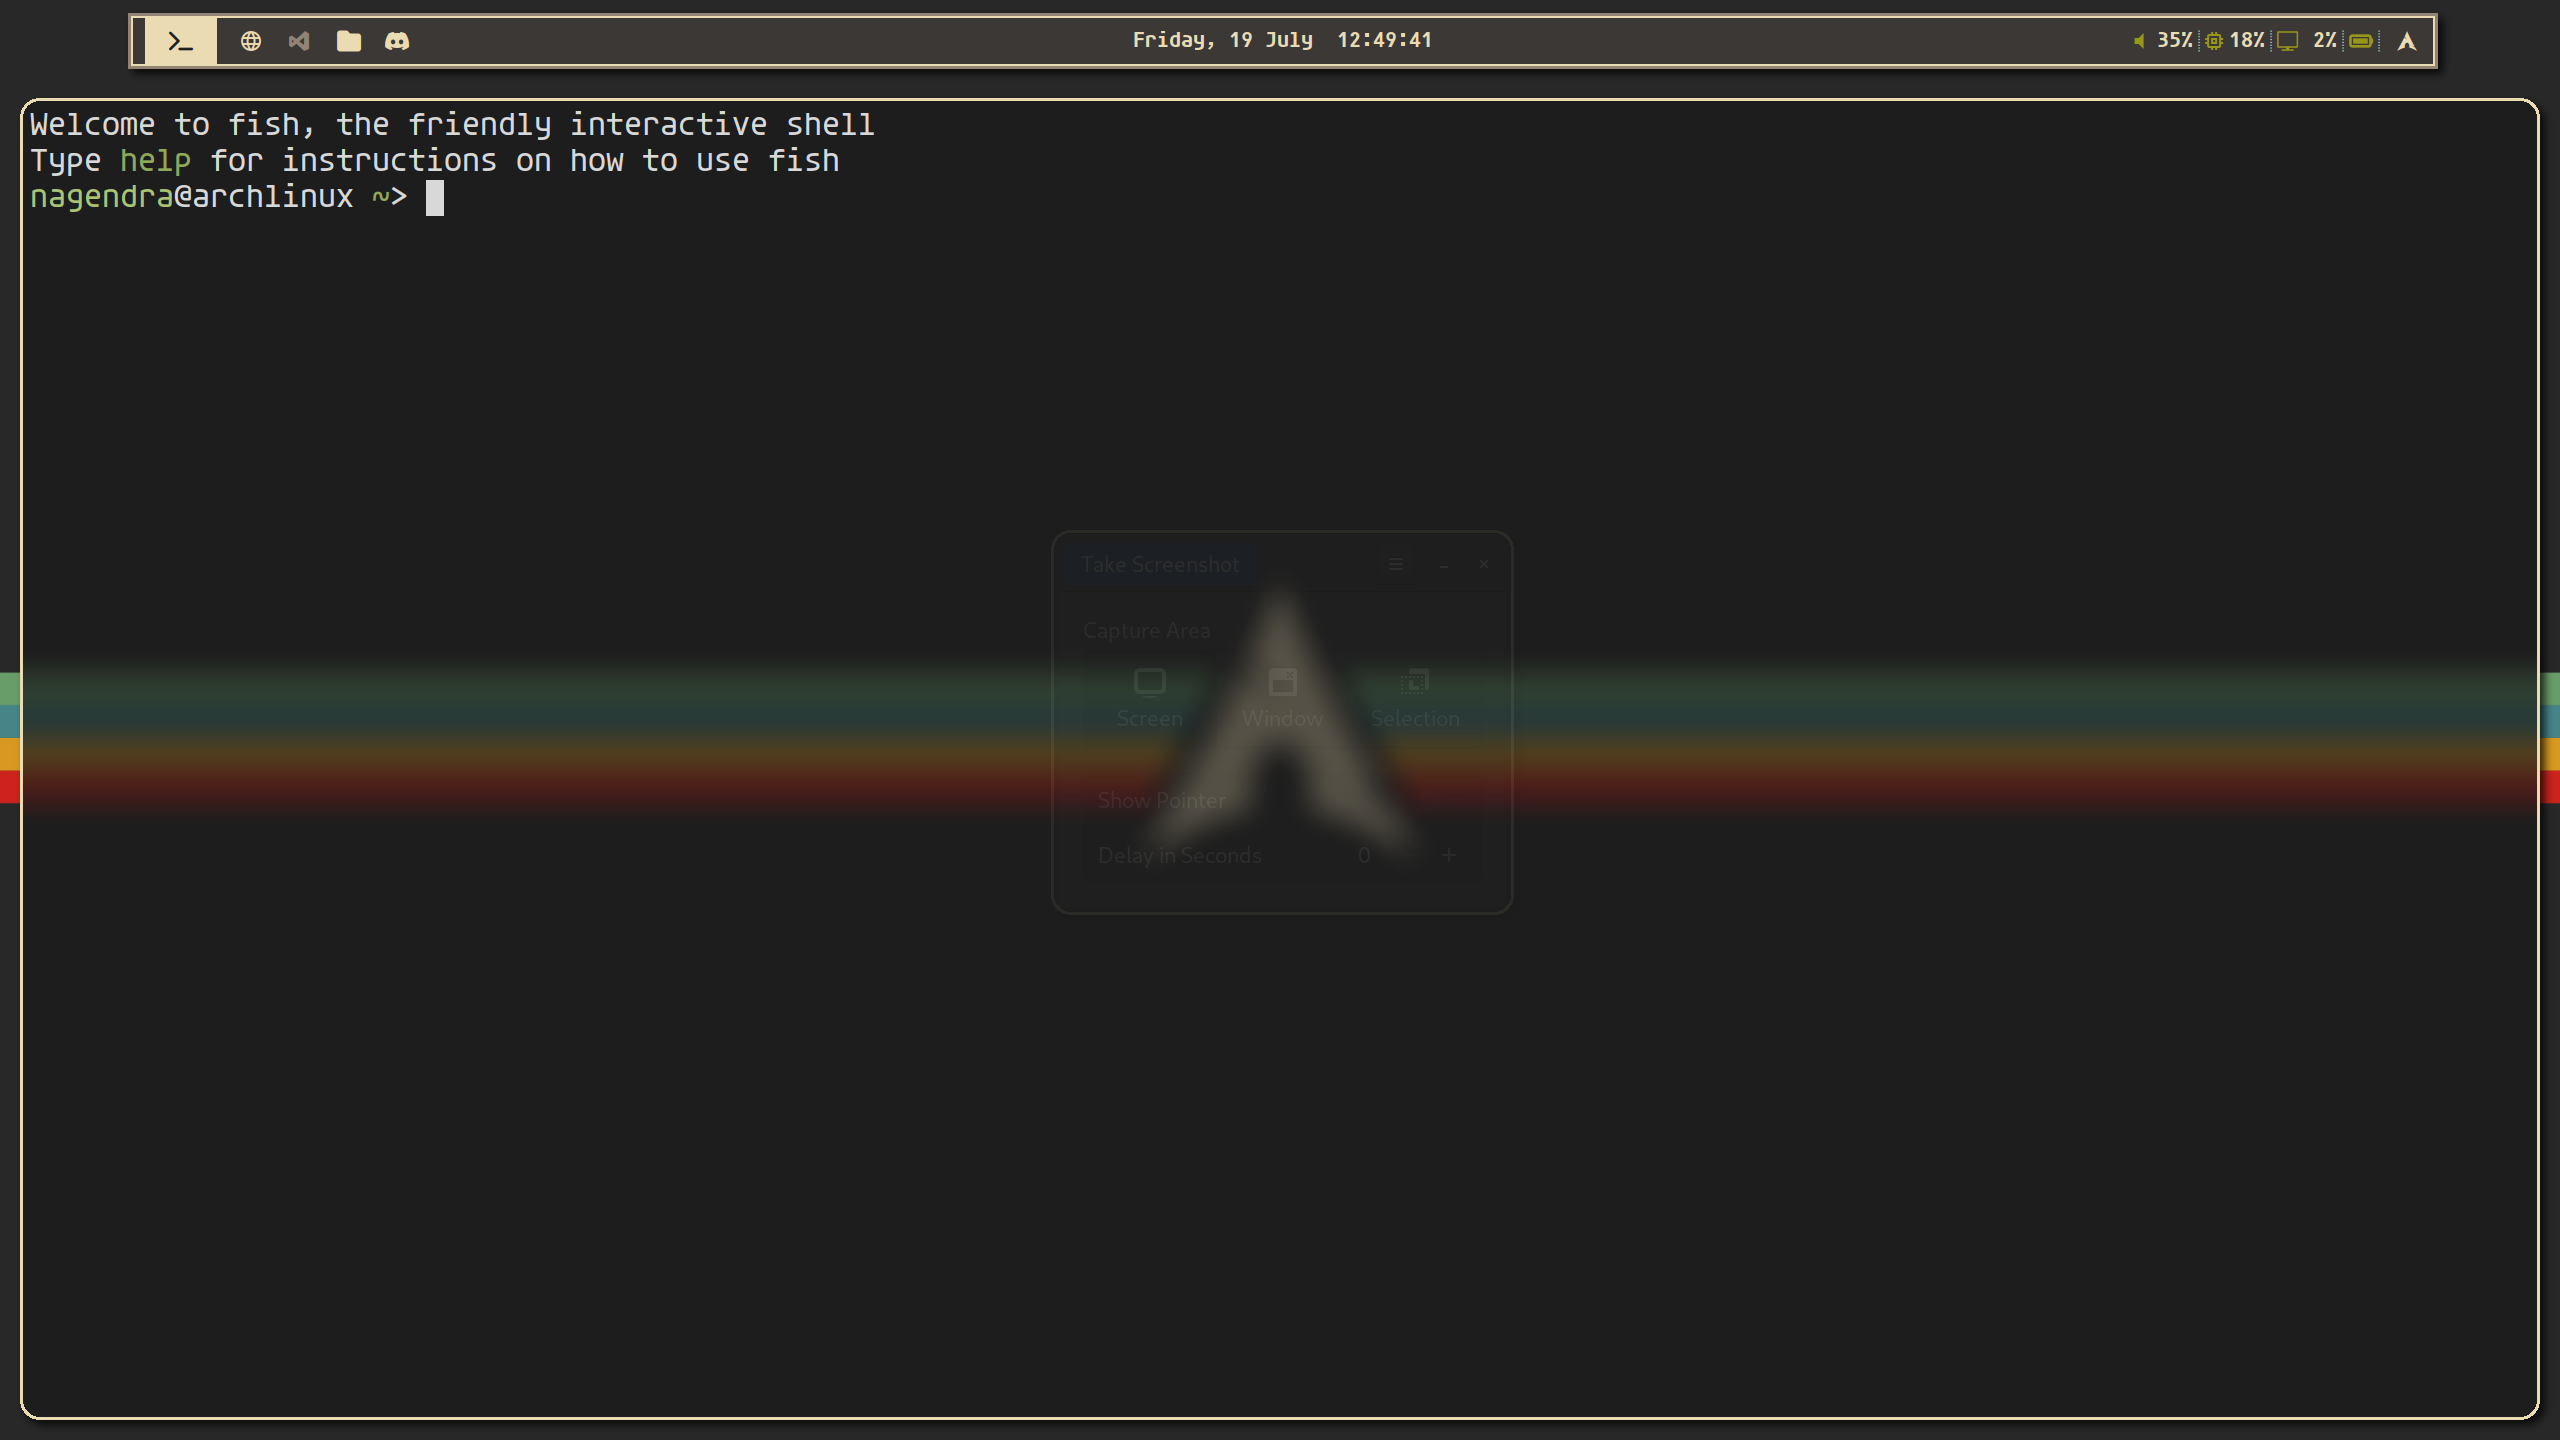 Friday, 19 July 12:49:41
35% 18% 2%
Welcome to fish, the friendly interactive shell
Type help for instructions on how to use fish
nagendra@archlinux ~>
Take Screenshot
Capture Area
Screen Window Selection
Show Pointer
Delay in Seconds 0 +